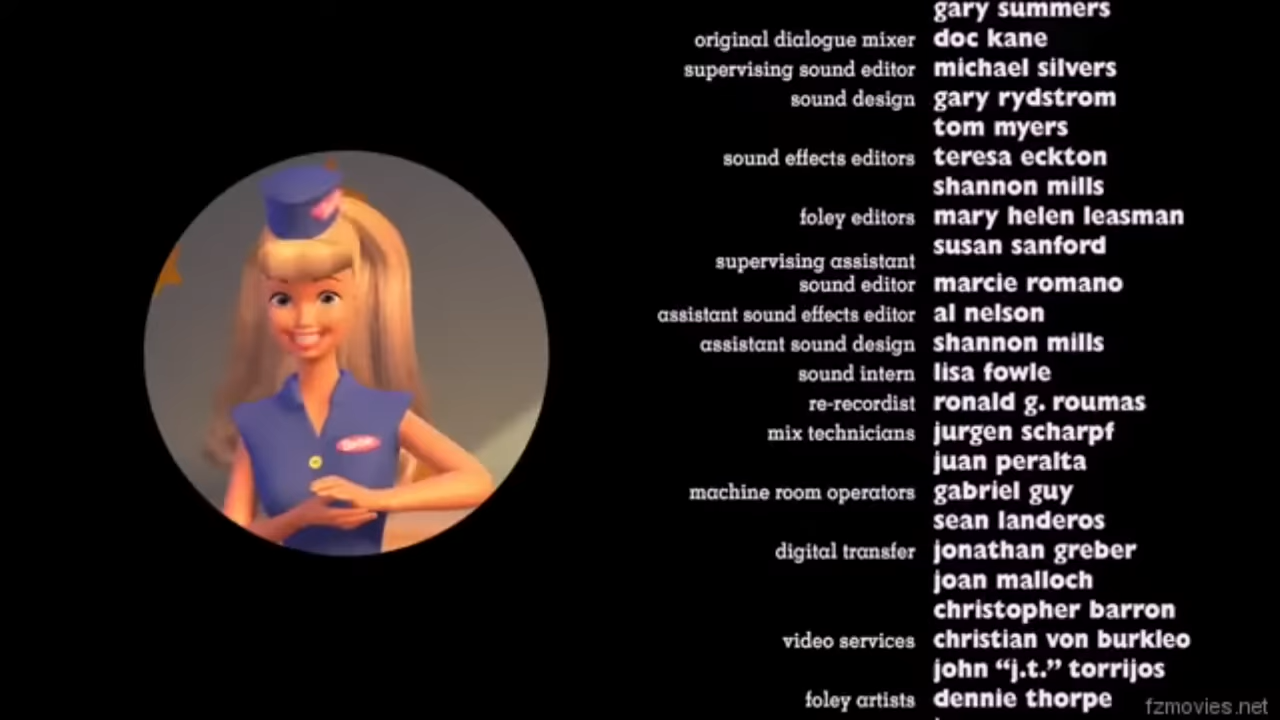 gary summers
original dialogue mixer doc kane
supervising sound editor michael silvers
sound design gary rydstrom
tom myers
sound effects editors teresa eckton
shannon mills
foley editors mary helen leasman
susan sanford
supervising assistant
sound editor marcie romano
assistant sound effects editor al nelson
assistant sound design shannon mills
sound intern lisa fowle
re-recordist ronald g. roumas
mix technicians jurgen scharpf
juan peralta
machine room operators gabriel guy
sean landeros
digital transfer jonathan greber
joan malloch
christopher barron
video services christian von burkleo
john “j.t.” torrijos
foley artists dennie thorpe
fzmovies.net